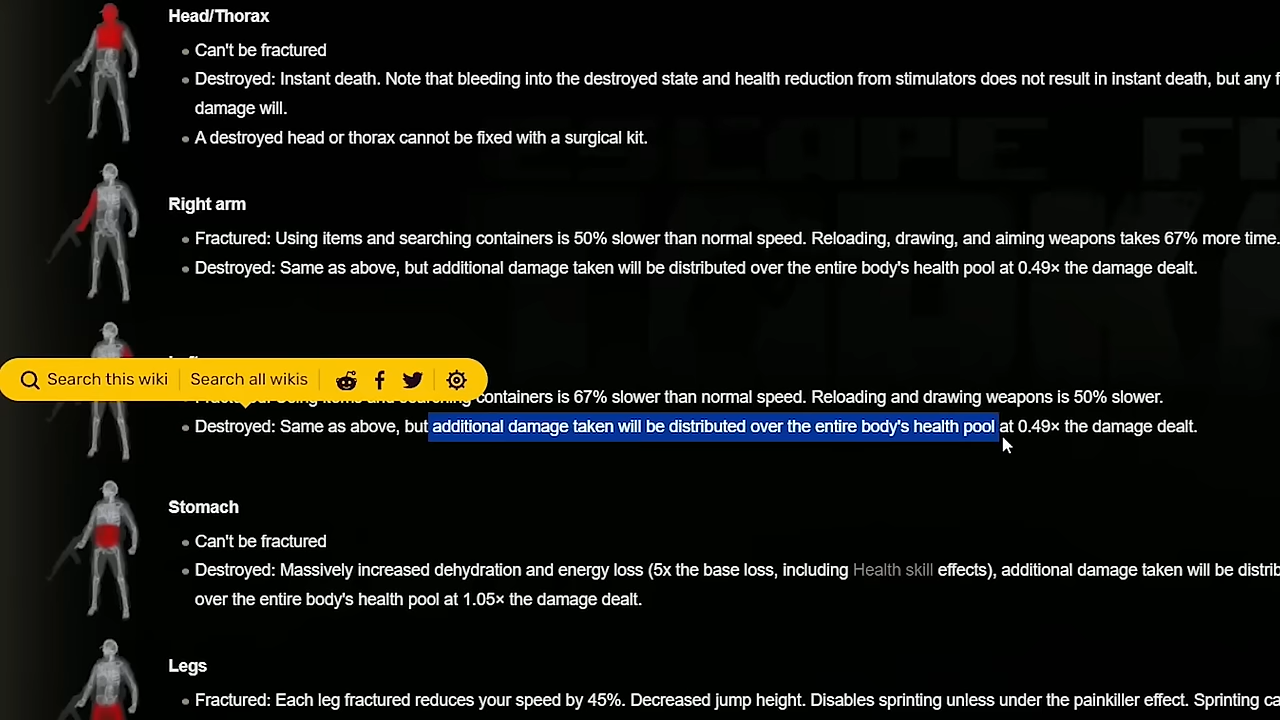 Head/Thorax
Can't be fractured
Destroyed: Instant death. Note that bleeding into the destroyed state and health reduction from stimulators does not result in instant death, but any
damage will.
A destroyed head or thorax cannot be fixed with a surgical kit.
Right arm
Fractured: Using items and searching containers is 50% slower than normal speed. Reloading, drawing, and aiming weapons takes 67% more time.
Destroyed: Same as above, but additional damage taken will be distributed over the entire body's health pool at 0.49× the damage dealt.
Search this wiki Search all wikis
containers is 67% slower than normal speed. Reloading and drawing weapons is 50% slower.
Destroyed: Same as above, but additional damage taken will be distributed over the entire body's health pool at 0.49× the damage dealt.
Stomach
Can't be fractured
Destroyed: Massively increased dehydration and energy loss (5x the base loss, including Health skill effects), additional damage taken will be
over the entire body's health pool at 1.05× the damage dealt.
Legs
Fractured: Each leg fractured reduces your speed by 45%. Decreased jump height. Disables sprinting unless under the painkiller effect. Sprinting